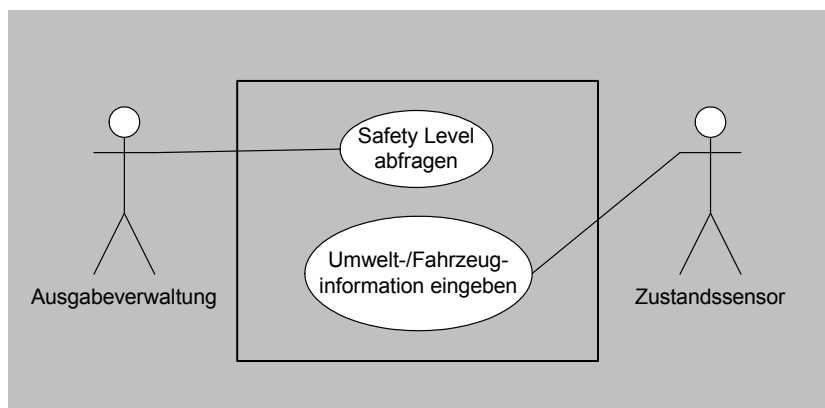 Safety Level
abfragen
Umwelt-/Fahrzeug-
information eingeben
Ausgabeverwaltung
Zustandssensor